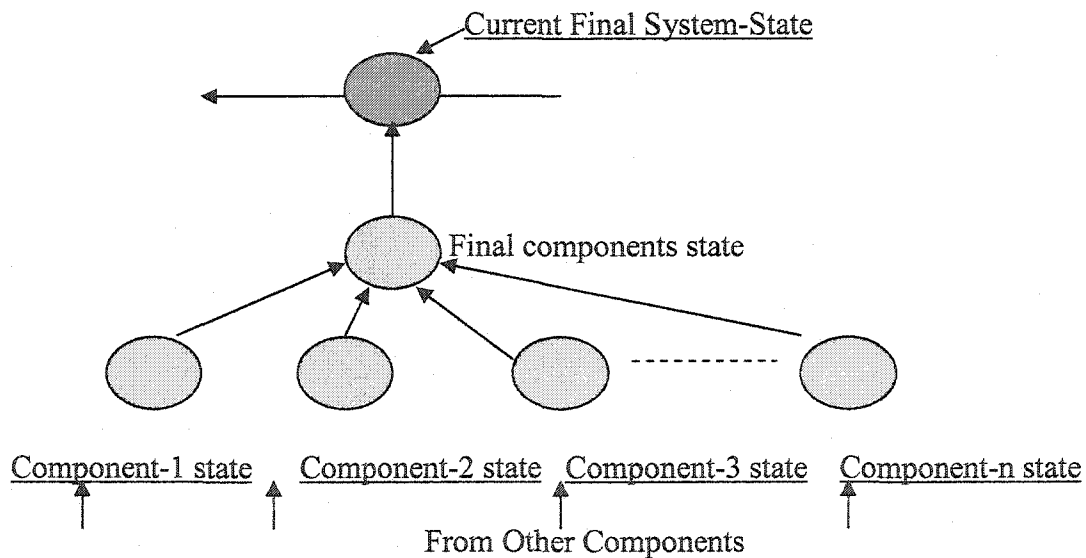 Current Final System-State
Final components state
Component-1 state Component-2 state Component-3 state Component-n state
From Other Components